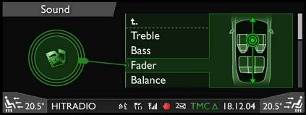 Sound
t..
Treble
Bass
Fader
Balance
20.5° HITRADIO TMC 18.12.04 20.5°